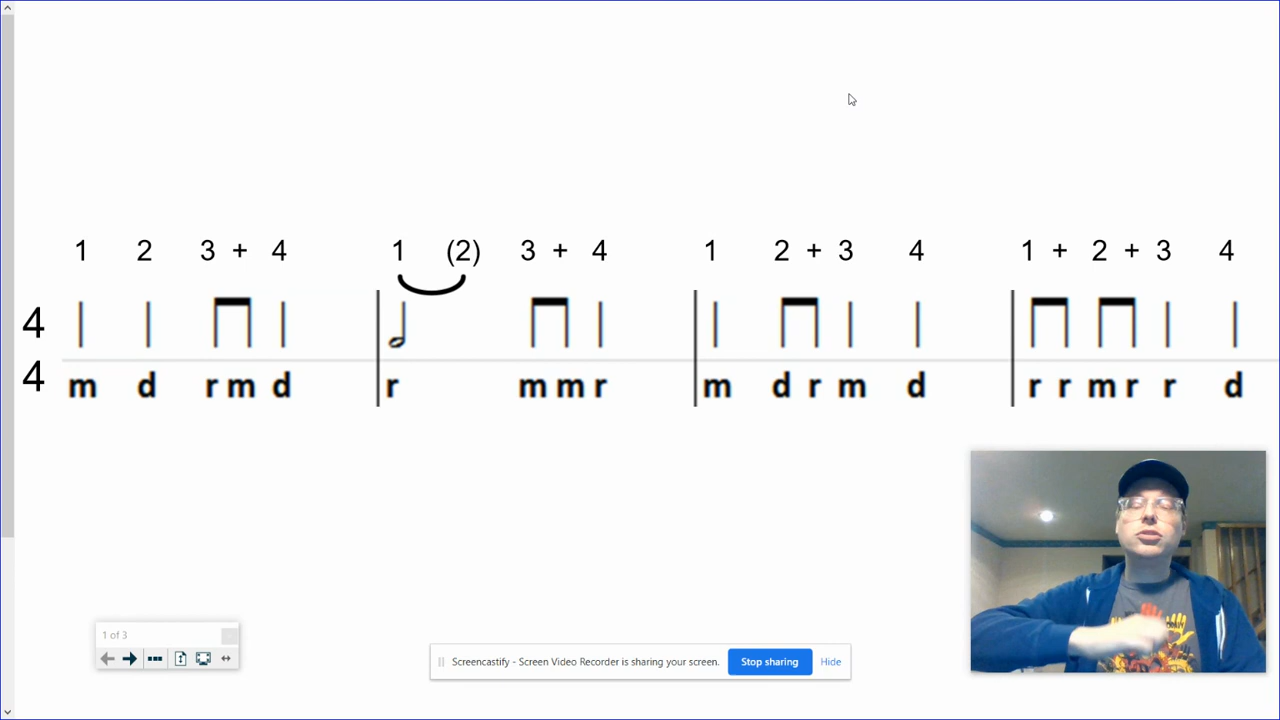 1 2 3 + 4 1 (2) 3 + 4 1 2 + 3 4 1 + 2 + 3 4
4
4
m d r m d r m m r m d r m d r r m r r d
1 of 3
Screencastify - Screen Video Recorder is sharing your screen. Stop sharing Hide